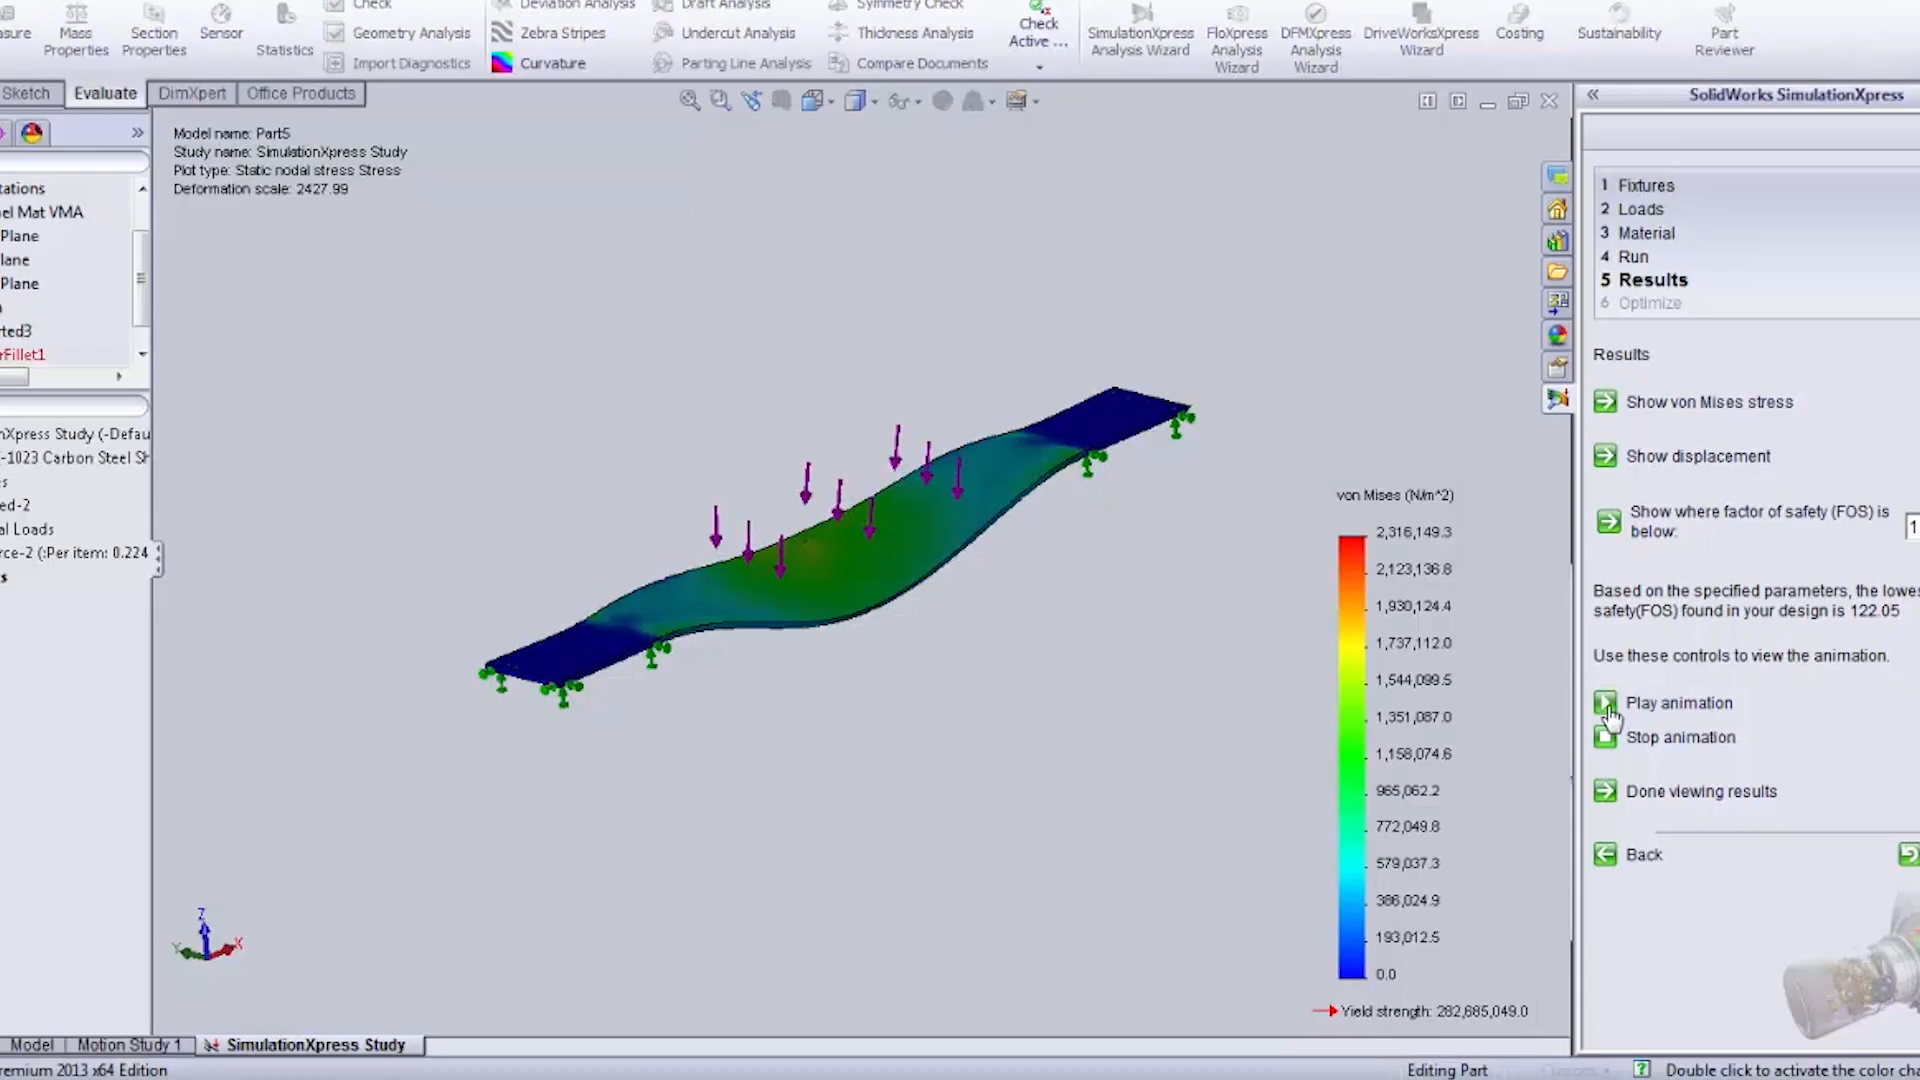 Check
Deviation Analysis
Draft Analysis
Symmetry Check
asure
Mass Properties
Section Properties
Sensor
Statistics
Geometry Analysis
Import Diagnostics
Zebra Stripes
Curvature
Undercut Analysis
Parting Line Analysis
Thickness Analysis
Compare Documents
Check Active ...
SimulationXpress Analysis Wizard
FloXpress Analysis Wizard
DFMXpress Analysis Wizard
DriveWorksXpress Wizard
Costing
Sustainability
Part Reviewer
Sketch
Evaluate
DimXpert
Office Products
SolidWorks SimulationXpress
Model name: Part5
Study name: SimulationXpress Study
Plot type: Static nodal stress Stress
Deformation scale: 2427.99
tations
el Mat VMA
Plane
lane
Plane
rted3
rFillet1
nXpress Study (-Defau
(-1023 Carbon Steel Sh
s
ed-2
al Loads
rce-2 (:Per item: 0.224
s
von Mises (N/m^2)
2,316,149.3
2,123,136.8
1,930,124.4
1,737,112.0
1,544,099.5
1,351,087.0
1,158,074.6
965,062.2
772,049.8
579,037.3
386,024.9
193,012.5
0.0
Yield strength: 282,685,049.0
Z
Y
X
1 Fixtures
2 Loads
3 Material
4 Run
5 Results
6 Optimize
Results
Show von Mises stress
Show displacement
Show where factor of safety (FOS) is
below:
1
Based on the specified parameters, the lowes
safety(FOS) found in your design is 122.05
Use these controls to view the animation.
Play animation
Stop animation
Done viewing results
Back
Model
Motion Study 1
SimulationXpress Study
remium 2013 x64 Edition
Editing Part
Double click to activate the color cha